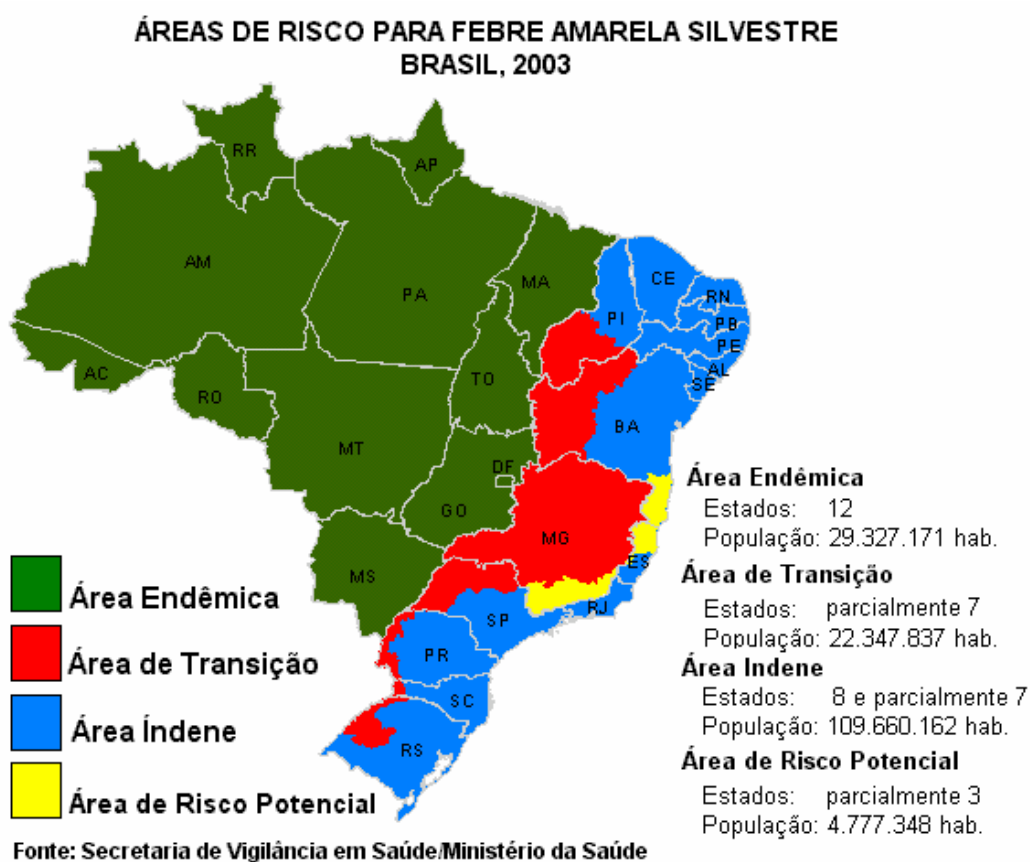 ÁREAS DE RISCO PARA FEBRE AMARELA SILVESTRE
BRASIL, 2003
RR
AP
AM
PA
MA
CE
RN
PI
PB
PE
AC
RO
TO
AL
SE
BA
MT
DF
GO
MG
ES
MS
SP
RJ
PR
SC
RS
Área Endêmica
Área de Transição
Área Índene
Área de Risco Potencial
Área Endêmica
Estados: 12
População: 29.327.171 hab.
Área de Transição
Estados: parcialmente 7
População: 22.347.837 hab.
Área Indene
Estados: 8 e parcialmente 7
População: 109.660.162 hab.
Área de Risco Potencial
Estados: parcialmente 3
População: 4.777.348 hab.
Fonte: Secretaria de Vigilância em Saúde/Ministério da Saúde